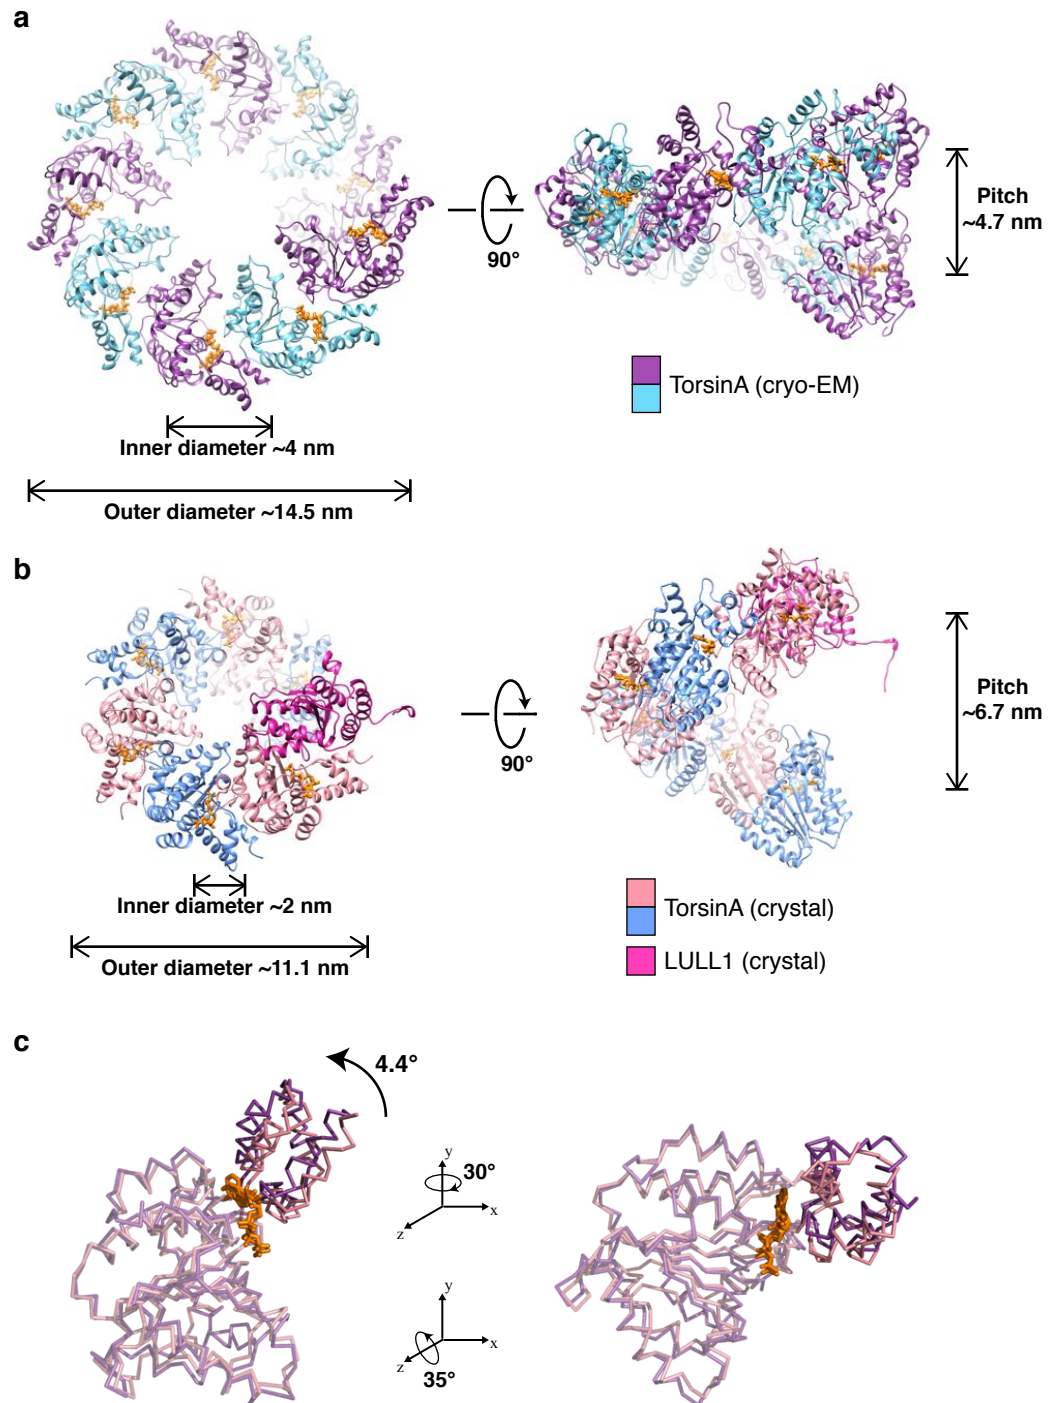 a
90°
Pitch
~4.7 nm
TorsinA (cryo-EM)
Inner diameter ~4 nm
Outer diameter ~14.5 nm
b
90°
Pitch
~6.7 nm
Inner diameter ~2 nm
Outer diameter ~11.1 nm
TorsinA (crystal)
LULL1 (crystal)
c
4.4°
y
30°
x
z
y
x
z
35°